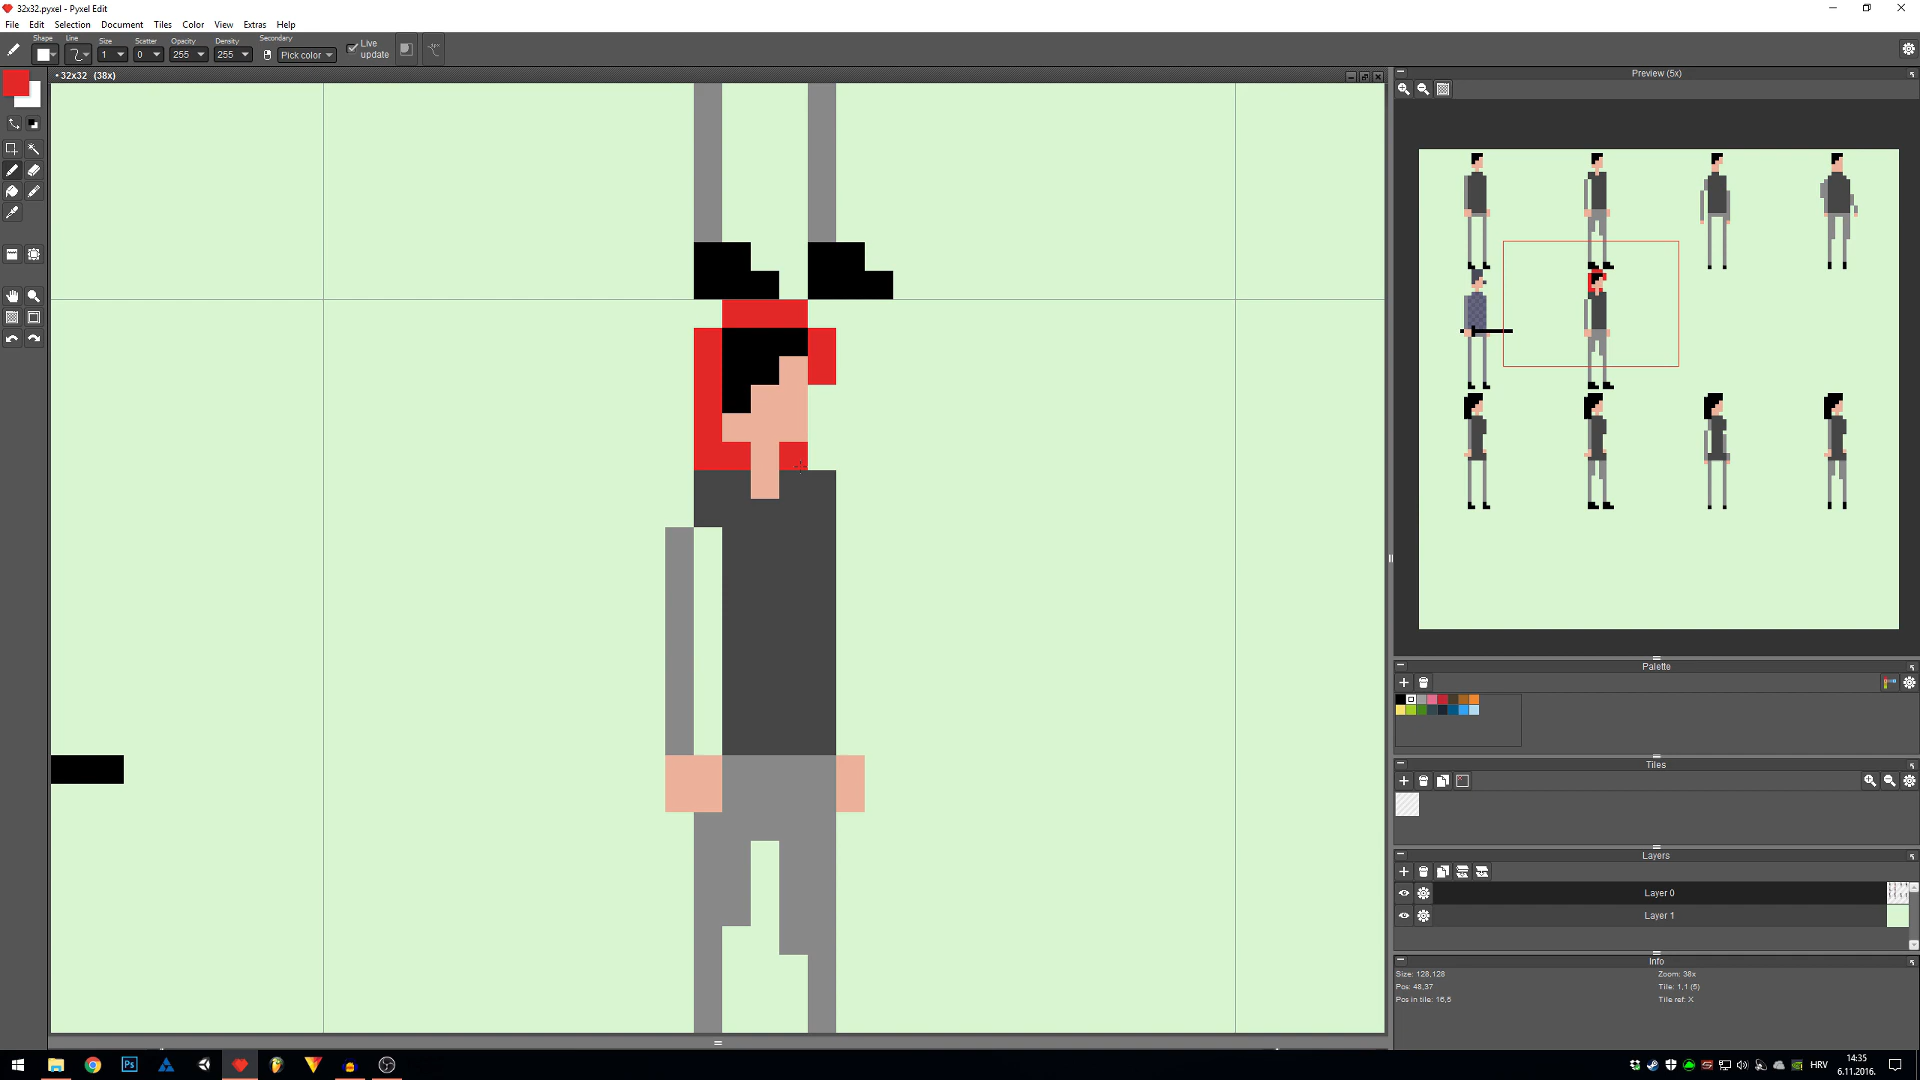 32x32.pyxel - Pyxel Edit
File Edit Selection Document Tiles Color View Extras Help
Shape Line Size Scatter Opacity Density Secondary
1 0 255 255 Pick color Live update
• 32x32 (38x)
Preview (5x)
Palette
Tiles
Layers
Layer 0
Layer 1
Info
Size: 128,128 Zoom: 38x
Pos: 48,37 Tile: 1,1 (5)
Pos in tile: 16,5 Tile ref: X
Ps
HRV
14:35
6.11.2016.